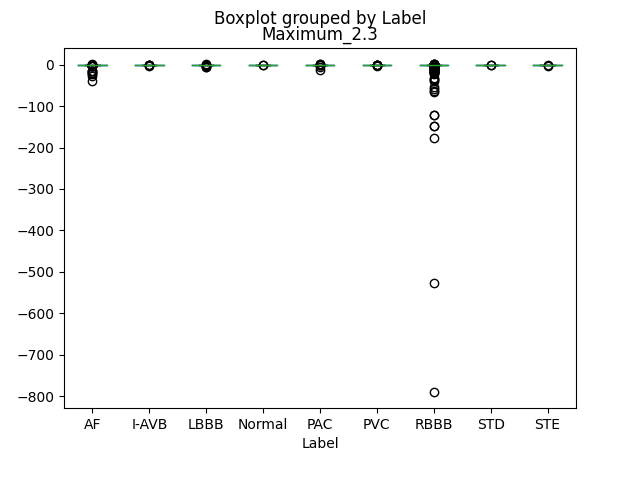 Boxplot grouped by Label
Maximum_2.3
0
−100
−200
−300
−400
−500
−600
−700
−800
AF I-AVB LBBB Normal PAC PVC RBBB STD STE
Label